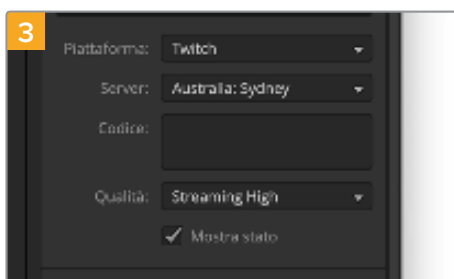 3
Piattaforma: Twitch
Server: Australia: Sydney
Codice:
Qualità: Streaming High
Mostra stato